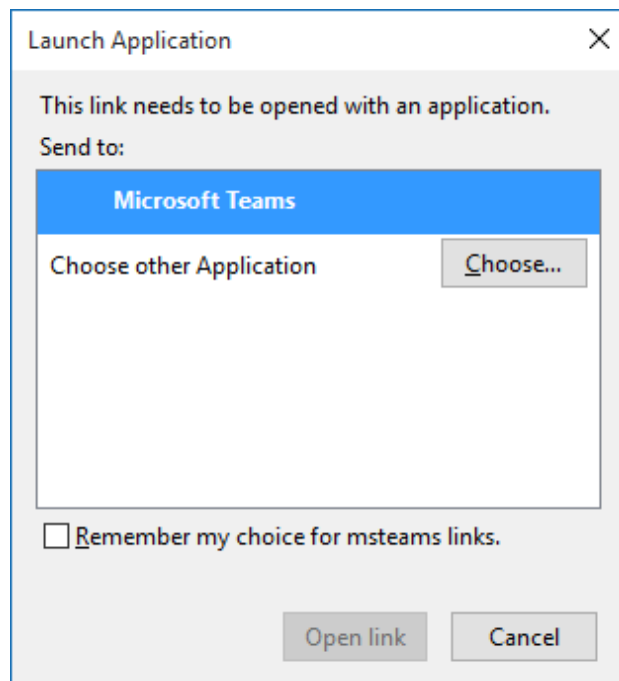 Launch Application
This link needs to be opened with an application.
Send to:
Microsoft Teams
Choose other Application
Choose...
Remember my choice for msteams links.
Open link
Cancel